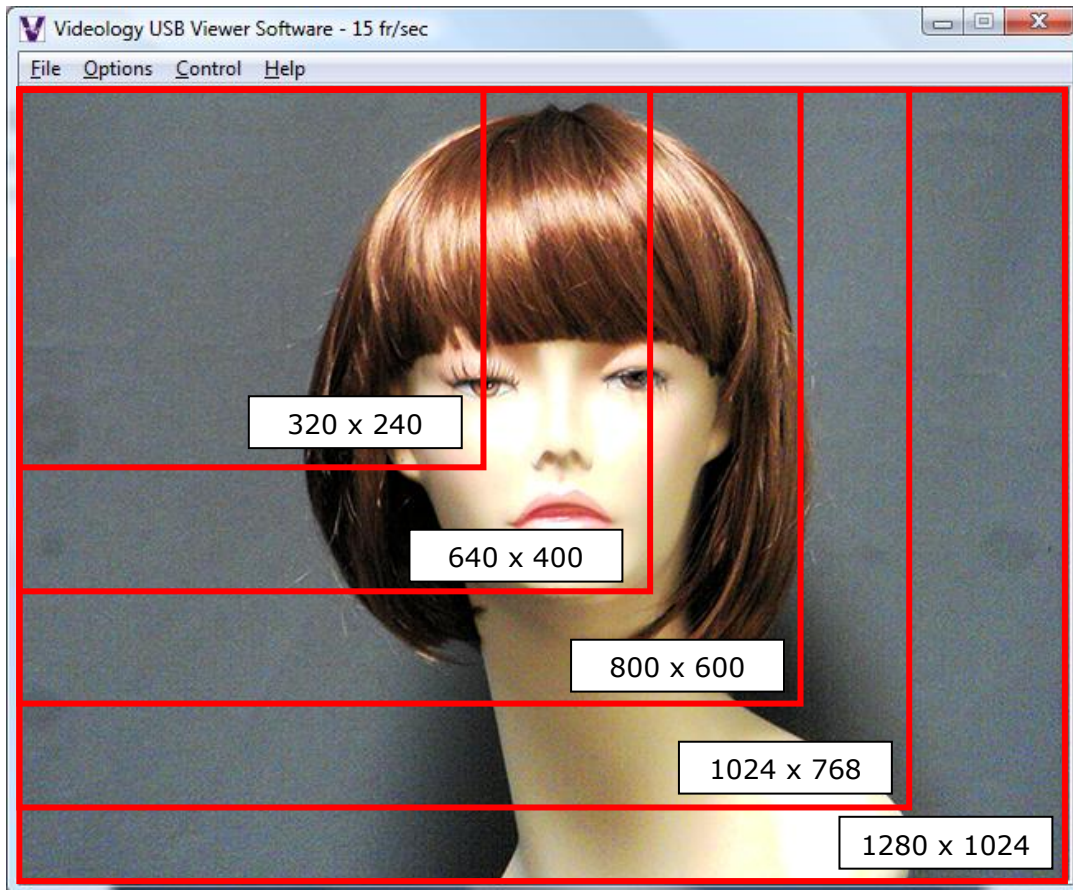 Videology USB Viewer Software - 15 fr/sec
File Options Control Help
320 x 240
640 x 400
800 x 600
1024 x 768
1280 x 1024